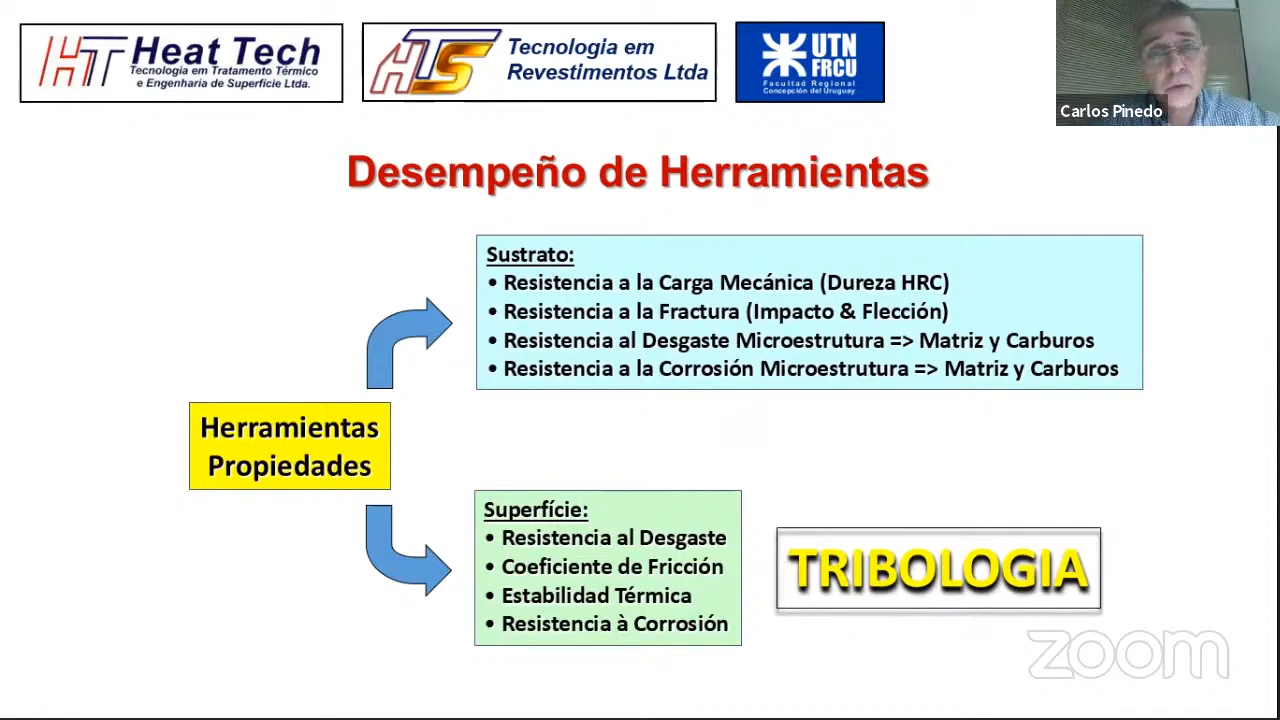 HT Heat Tech
Tecnologia em Tratamento Térmico
e Engenharia de Superfície Ltda.
HTS
Tecnologia em
Revestimentos Ltda
UTN
FRCU
Facultad Regional
Concepción del Uruguay
Carlos Pinedo
Desempeño de Herramientas
Sustrato:
• Resistencia a la Carga Mecánica (Dureza HRC)
• Resistencia a la Fractura (Impacto & Flección)
• Resistencia al Desgaste Microestrutura => Matriz y Carburos
• Resistencia a la Corrosión Microestrutura => Matriz y Carburos
Herramientas
Propiedades
Superfície:
• Resistencia al Desgaste
• Coeficiente de Fricción
• Estabilidad Térmica
• Resistencia à Corrosión
TRIBOLOGIA
zoom